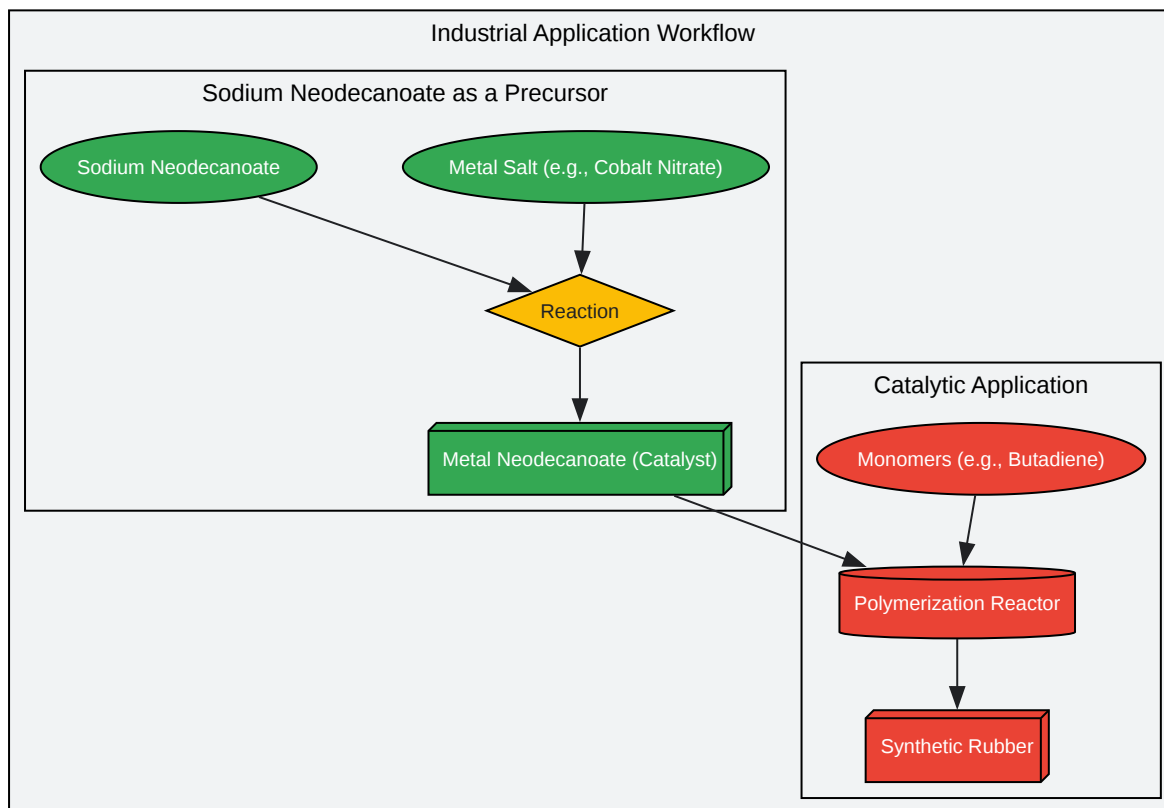 Industrial Application Workflow
Sodium Neodecanoate as a Precursor
Sodium Neodecanoate
Metal Salt (e.g., Cobalt Nitrate)
Reaction
Metal Neodecanoate (Catalyst)
Catalytic Application
Monomers (e.g., Butadiene)
Polymerization Reactor
Synthetic Rubber